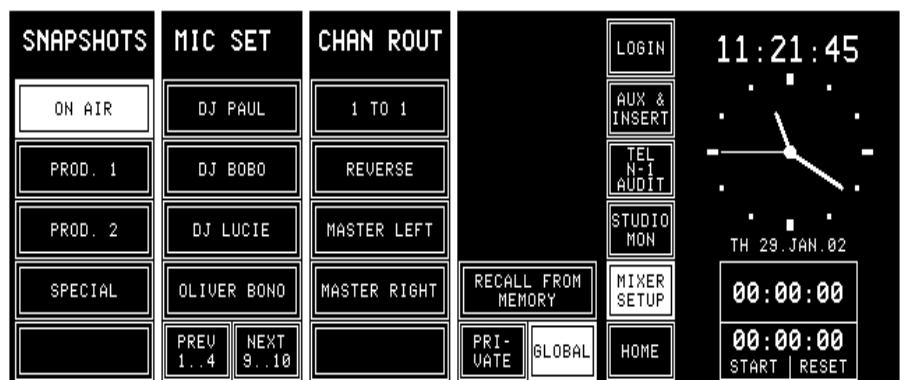 SNAPSHOTS
ON AIR
PROD. 1
PROD. 2
SPECIAL
MIC SET
DJ PAUL
DJ BOBO
DJ LUCIE
OLIVER BONO
PREV
1..4
NEXT
9..10
CHAN ROUT
1 TO 1
REVERSE
MASTER LEFT
MASTER RIGHT
RECALL FROM
MEMORY
PRI-
VATE
GLOBAL
LOGIN
AUX &
INSERT
TEL
N-1
AUDIT
STUDIO
MON
MIXER
SETUP
HOME
11:21:45
TH 29.JAN.02
00:00:00
00:00:00
START RESET